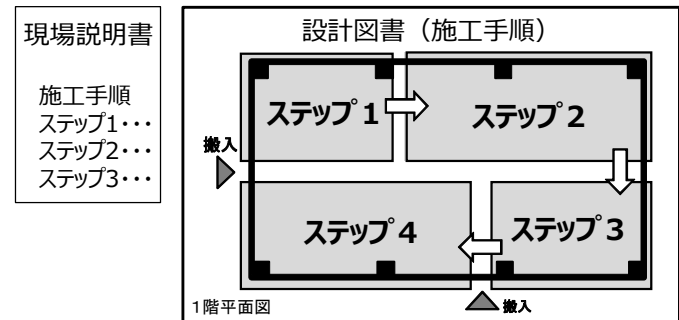 現場説明書
施工手順
ステップ1・・・
ステップ2・・・
ステップ3・・・
設計図書（施工手順）
ステップ1
ステップ2
搬入
ステップ4
ステップ3
1階平面図
搬入